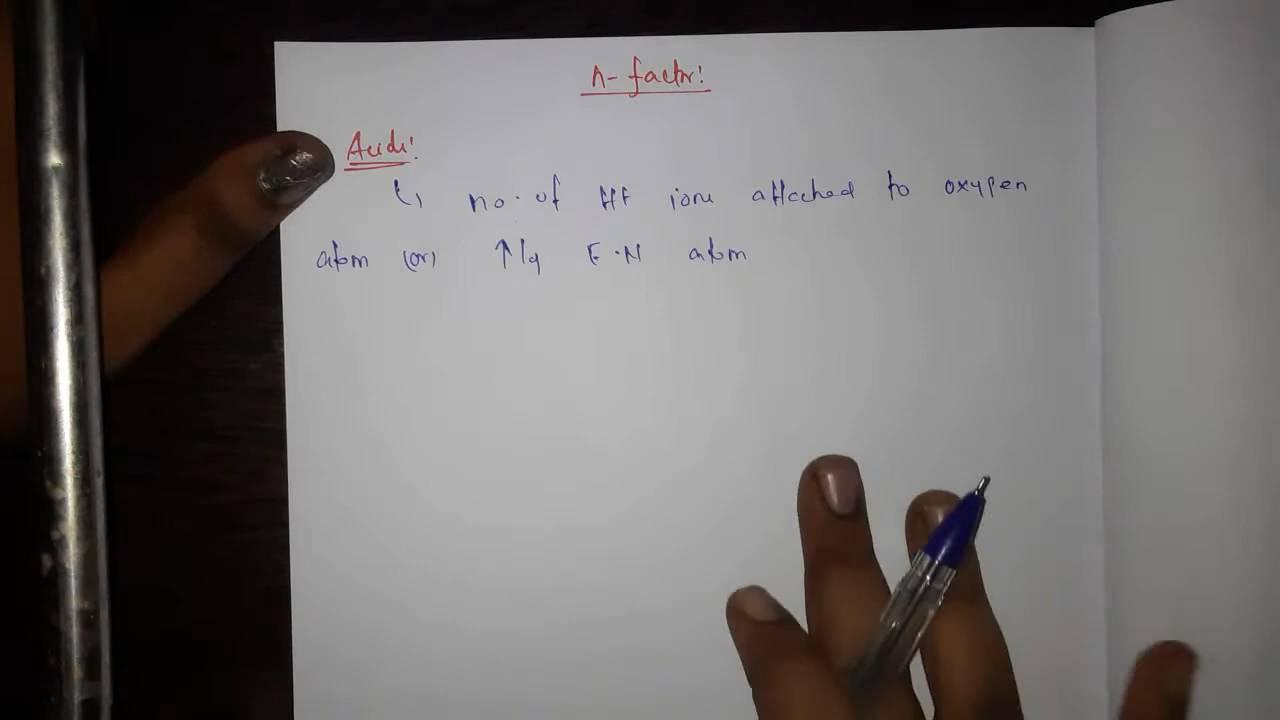 n-factor:
Acid:
↳ no. of H+ ions attached to oxygen
atom (or) ↑ly E.N atom